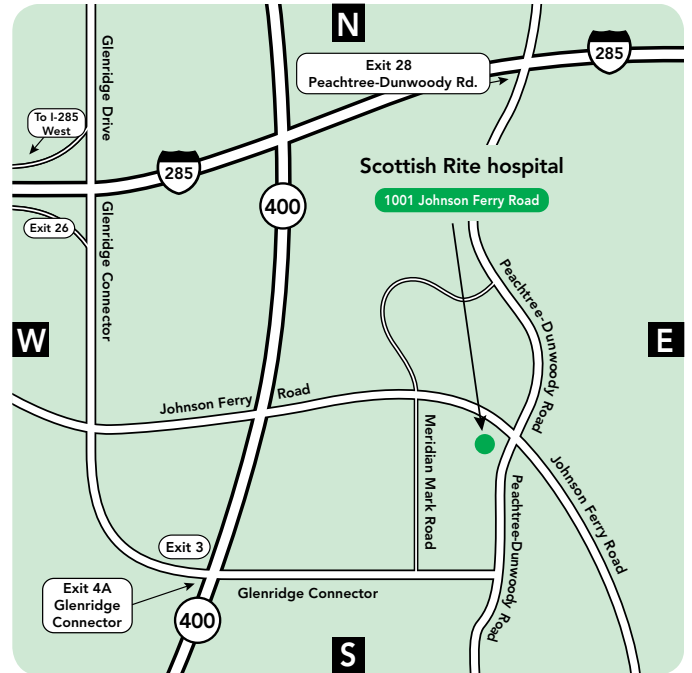 N
Glenridge Drive
Exit 28
Peachtree-Dunwoody Rd.
285
To I-285
West
285
Scottish Rite hospital
1001 Johnson Ferry Road
400
Exit 26
Glenridge Connector
Peachtree-Dunwoody Road
W
E
Johnson Ferry Road
Meridian Mark Road
Johnson Ferry Road
Peachtree-Dunwoody Road
Exit 3
Exit 4A
Glenridge
Connector
Glenridge Connector
400
S